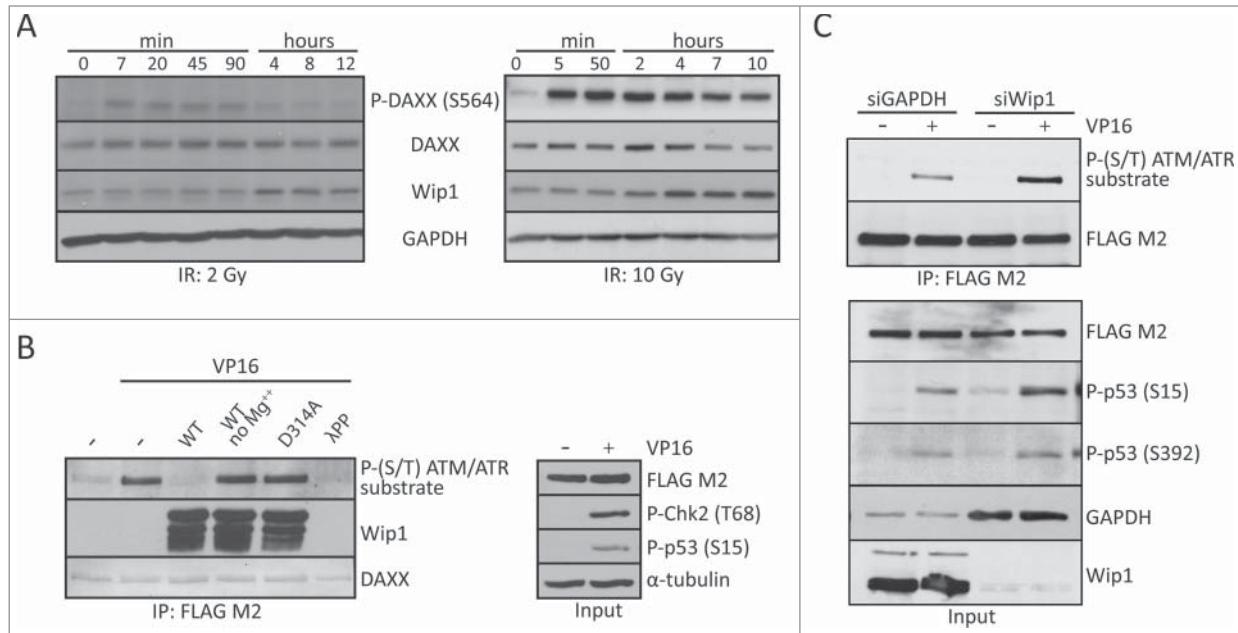 A
min hours
0 7 20 45 90 4 8 12
P-DAXX (S564)
DAXX
Wip1
GAPDH
IR: 2 Gy
min hours
0 5 50 2 4 7 10
IR: 10 Gy
B
VP16
- - WT WT no Mg++ D314A λPP
P-(S/T) ATM/ATR
substrate
Wip1
DAXX
IP: FLAG M2
VP16
- +
FLAG M2
P-Chk2 (T68)
P-p53 (S15)
α-tubulin
Input
C
siGAPDH siWip1
- + - + VP16
P-(S/T) ATM/ATR
substrate
FLAG M2
IP: FLAG M2
FLAG M2
P-p53 (S15)
P-p53 (S392)
GAPDH
Wip1
Input